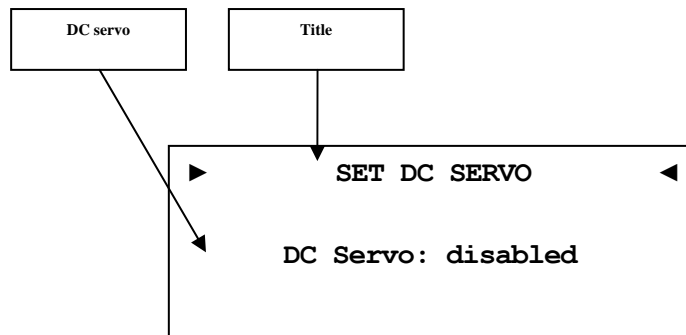 DC servo
Title
► SET DC SERVO ◄
DC Servo: disabled